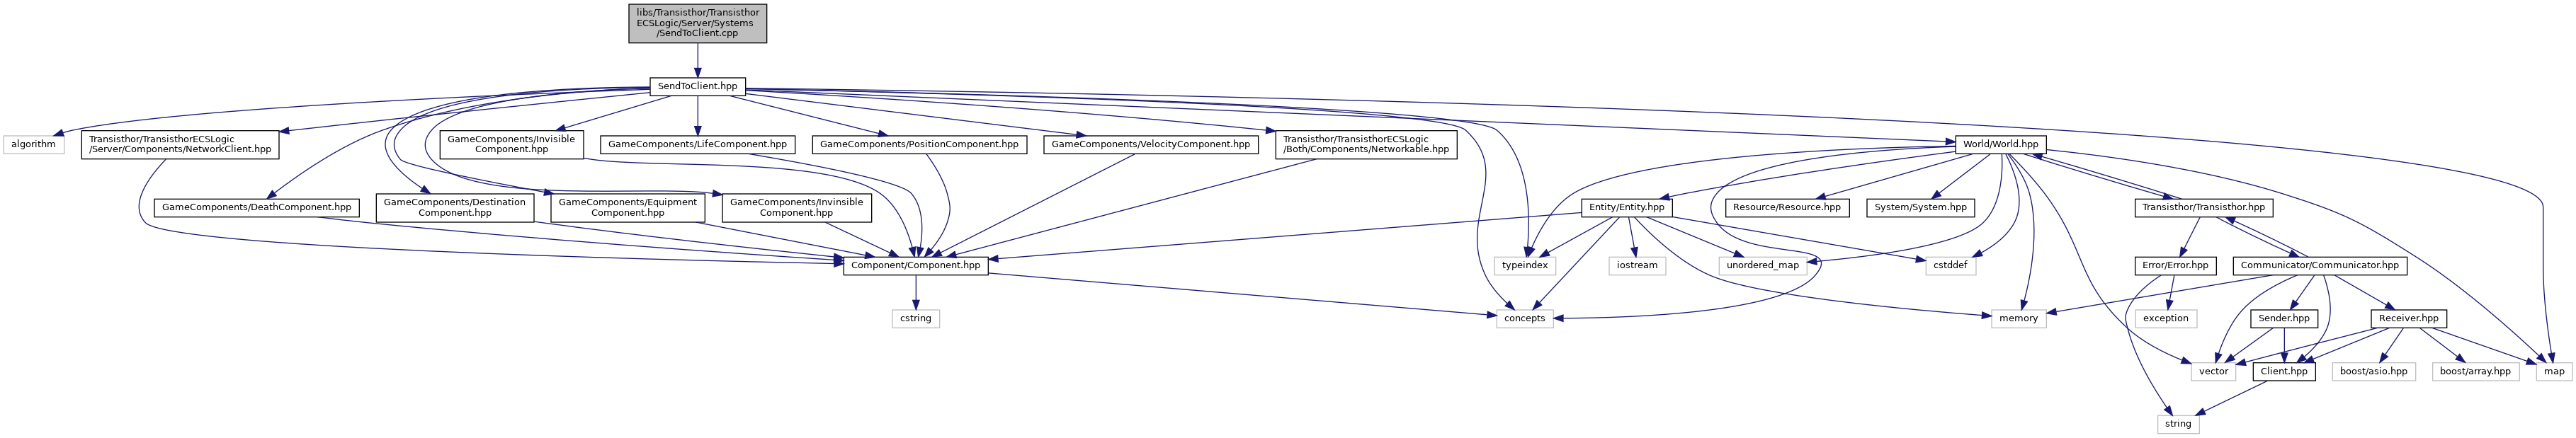 libs/Transisthor/Transisthor
ECSLogic/Server/Systems
/SendToClient.cpp
SendToClient.hpp
algorithm
Transisthor/TransisthorECSLogic
/Server/Components/NetworkClient.hpp
GameComponents/Invisible
Component.hpp
GameComponents/LifeComponent.hpp
GameComponents/PositionComponent.hpp
GameComponents/VelocityComponent.hpp
Transisthor/TransisthorECSLogic
/Both/Components/Networkable.hpp
World/World.hpp
GameComponents/DeathComponent.hpp
GameComponents/Destination
Component.hpp
GameComponents/Equipment
Component.hpp
GameComponents/Invinsible
Component.hpp
Entity/Entity.hpp
Resource/Resource.hpp
System/System.hpp
Transisthor/Transisthor.hpp
Component/Component.hpp
typeindex
iostream
unordered_map
cstddef
Error/Error.hpp
Communicator/Communicator.hpp
cstring
concepts
memory
exception
Sender.hpp
Receiver.hpp
vector
Client.hpp
boost/asio.hpp
boost/array.hpp
map
string